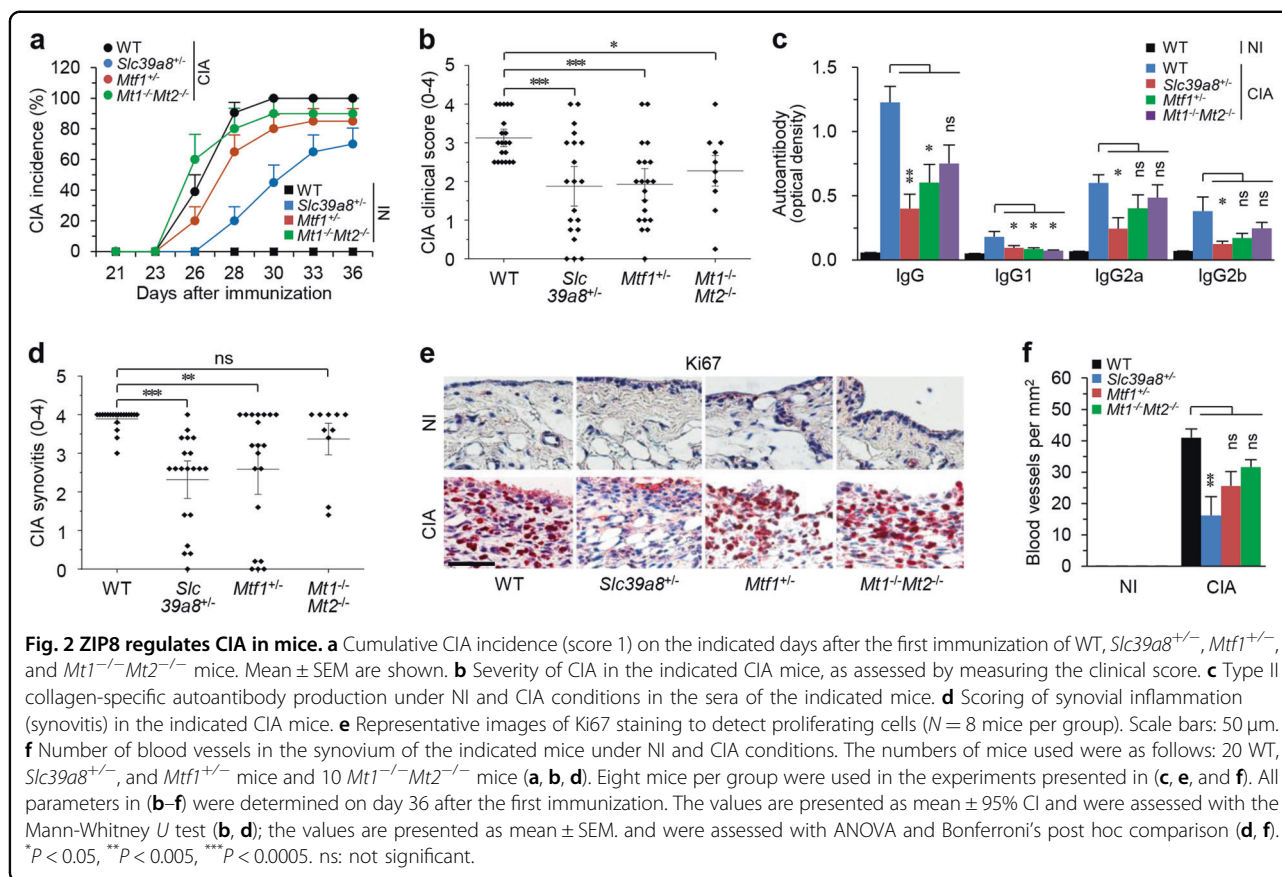 a
WT
Slc39a8+/-
Mtf1+/-
Mt1-/-Mt2-/-
CIA
CIA incidence (%)
120
100
80
60
40
20
0
WT
Slc39a8+/-
Mtf1+/-
Mt1-/-Mt2-/-
NI
21 23 26 28 30 33 36
Days after immunization
b
*
***
***
CIA clinical score (0-4)
5
4
3
2
1
0
WT Slc 39a8+/- Mtf1+/- Mt1-/- Mt2-/-
c
WT NI
WT
Slc39a8+/-
Mtf1+/-
Mt1-/-Mt2-/-
CIA
Autoantibody
(optical density)
1.5
1.0
0.5
0.0
** * ns
* * *
* ns ns
* ns ns
IgG IgG1 IgG2a IgG2b
d
ns
**
***
CIA synovitis (0-4)
5
4
3
2
1
0
WT Slc 39a8+/- Mtf1+/- Mt1-/- Mt2-/-
e
Ki67
NI
CIA
WT Slc39a8+/- Mtf1+/- Mt1-/-Mt2-/-
f
WT
Slc39a8+/-
Mtf1+/-
Mt1-/-Mt2-/-
Blood vessels per mm²
60
50
40
30
20
10
0
** ns ns
NI CIA
Fig. 2 ZIP8 regulates CIA in mice. a Cumulative CIA incidence (score 1) on the indicated days after the first immunization of WT, Slc39a8+/−, Mtf1+/−,
and Mt1−/−Mt2−/− mice. Mean ± SEM are shown. b Severity of CIA in the indicated CIA mice, as assessed by measuring the clinical score. c Type II
collagen-specific autoantibody production under NI and CIA conditions in the sera of the indicated mice. d Scoring of synovial inflammation
(synovitis) in the indicated CIA mice. e Representative images of Ki67 staining to detect proliferating cells (N = 8 mice per group). Scale bars: 50 μm.
f Number of blood vessels in the synovium of the indicated mice under NI and CIA conditions. The numbers of mice used were as follows: 20 WT,
Slc39a8+/−, and Mtf1+/− mice and 10 Mt1−/−Mt2−/− mice (a, b, d). Eight mice per group were used in the experiments presented in (c, e, and f). All
parameters in (b–f) were determined on day 36 after the first immunization. The values are presented as mean ± 95% CI and were assessed with the
Mann-Whitney U test (b, d); the values are presented as mean ± SEM. and were assessed with ANOVA and Bonferroni's post hoc comparison (d, f).
*P < 0.05, **P < 0.005, ***P < 0.0005. ns: not significant.